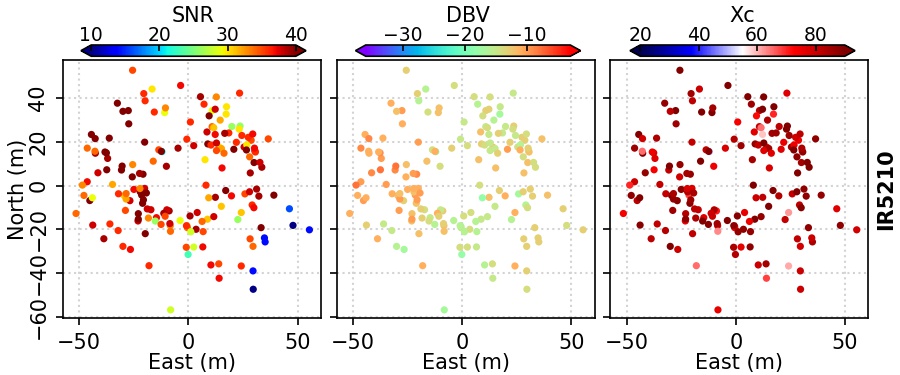 SNR DBV Xc
10 20 30 40 −30 −20 −10 20 40 60 80
40
20
0
−20
−40
−60
North (m)
−50 0 50 −50 0 50 −50 0 50
East (m) East (m) East (m)
IR5210